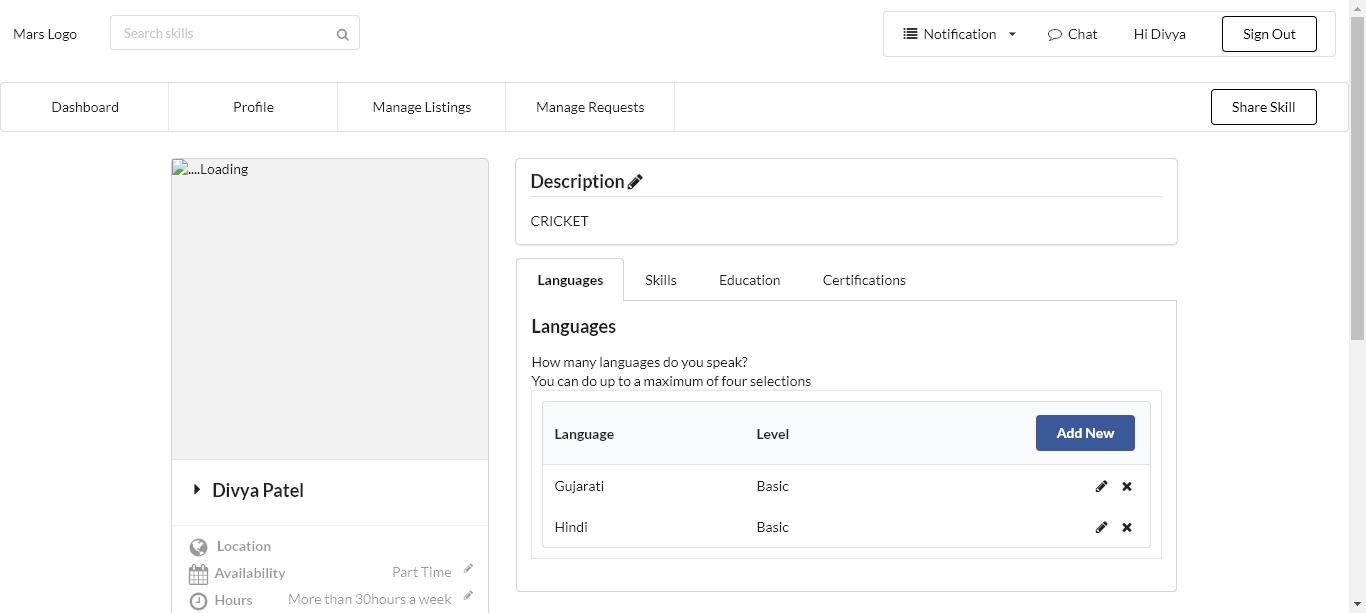 Mars Logo
Search skills
Notification
Chat
Hi Divya
Sign Out
Dashboard
Profile
Manage Listings
Manage Requests
Share Skill
....Loading
Description
CRICKET
Languages
Skills
Education
Certifications
Languages
How many languages do you speak?
You can do up to a maximum of four selections
Language Level Add New
Gujarati Basic
Hindi Basic
Divya Patel
Location
Availability Part Time
Hours More than 30hours a week